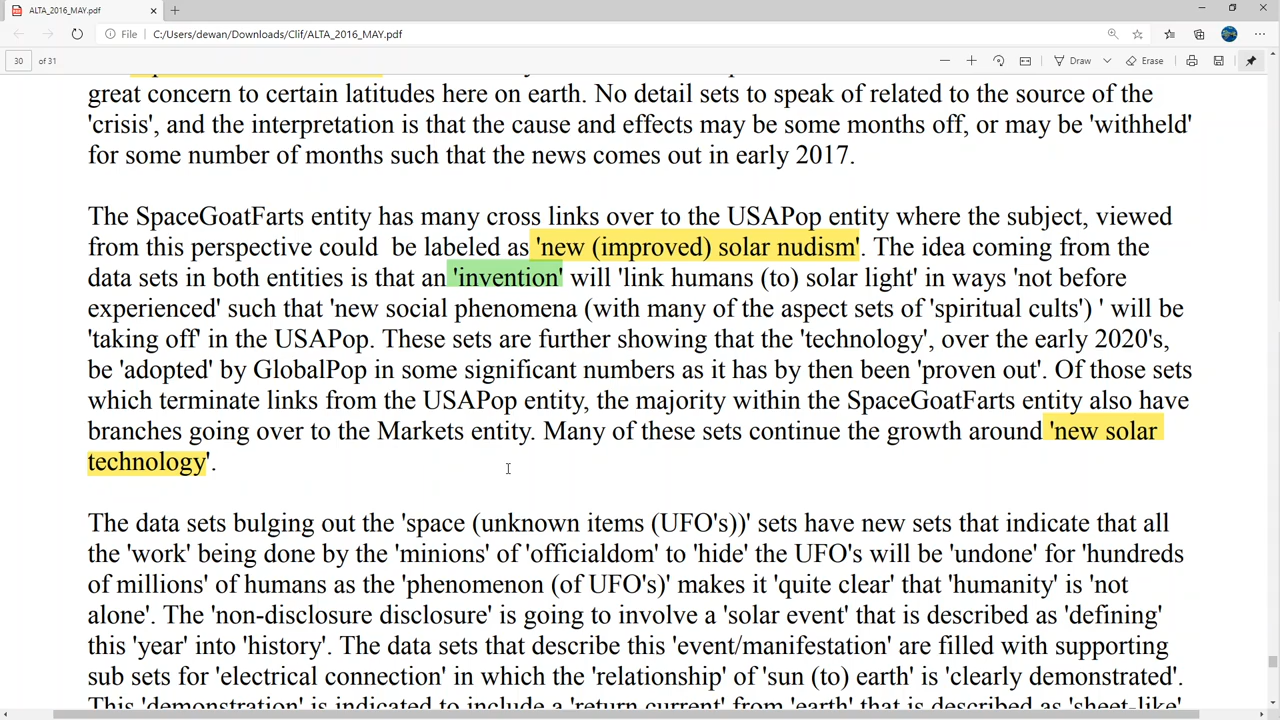 ALTA_2016_MAY.pdf
File C:/Users/dewan/Downloads/Clif/ALTA_2016_MAY.pdf
30 of 31 Draw Erase
great concern to certain latitudes here on earth. No detail sets to speak of related to the source of the
'crisis', and the interpretation is that the cause and effects may be some months off, or may be 'withheld'
for some number of months such that the news comes out in early 2017.
The SpaceGoatFarts entity has many cross links over to the USAPop entity where the subject, viewed
from this perspective could  be labeled as 'new (improved) solar nudism'. The idea coming from the
data sets in both entities is that an 'invention' will 'link humans (to) solar light' in ways 'not before
experienced' such that 'new social phenomena (with many of the aspect sets of 'spiritual cults') ' will be
'taking off' in the USAPop. These sets are further showing that the 'technology', over the early 2020's,
be 'adopted' by GlobalPop in some significant numbers as it has by then been 'proven out'. Of those sets
which terminate links from the USAPop entity, the majority within the SpaceGoatFarts entity also have
branches going over to the Markets entity. Many of these sets continue the growth around 'new solar
technology'.
The data sets bulging out the 'space (unknown items (UFO's))' sets have new sets that indicate that all
the 'work' being done by the 'minions' of 'officialdom' to 'hide' the UFO's will be 'undone' for 'hundreds
of millions' of humans as the 'phenomenon (of UFO's)' makes it 'quite clear' that 'humanity' is 'not
alone'. The 'non-disclosure disclosure' is going to involve a 'solar event' that is described as 'defining'
this 'year' into 'history'. The data sets that describe this 'event/manifestation' are filled with supporting
sub sets for 'electrical connection' in which the 'relationship' of 'sun (to) earth' is 'clearly demonstrated'.
This 'demonstration' is indicated to include a 'return current' from 'earth' that is described as 'sheet-like'